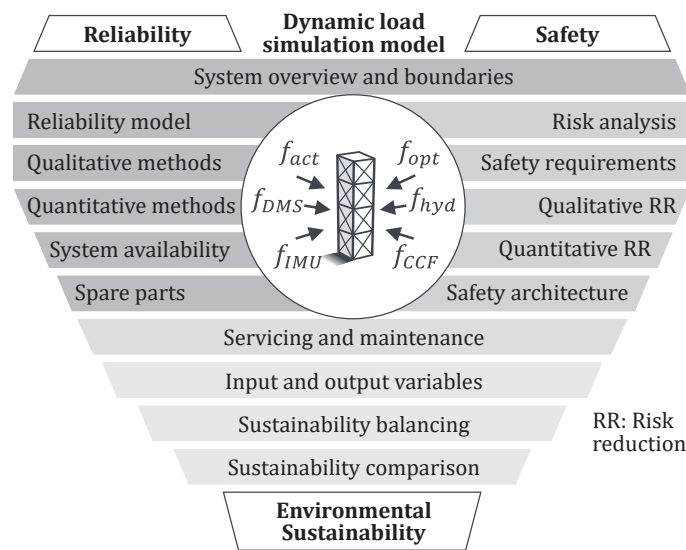 Reliability
Dynamic load
simulation model
Safety
System overview and boundaries
Reliability model
Risk analysis
Qualitative methods
Safety requirements
Quantitative methods
Qualitative RR
System availability
Quantitative RR
Spare parts
Safety architecture
f_act
f_opt
f_DMS
f_hyd
f_IMU
f_CCF
Servicing and maintenance
Input and output variables
Sustainability balancing
Sustainability comparison
RR: Risk
reduction
Environmental
Sustainability